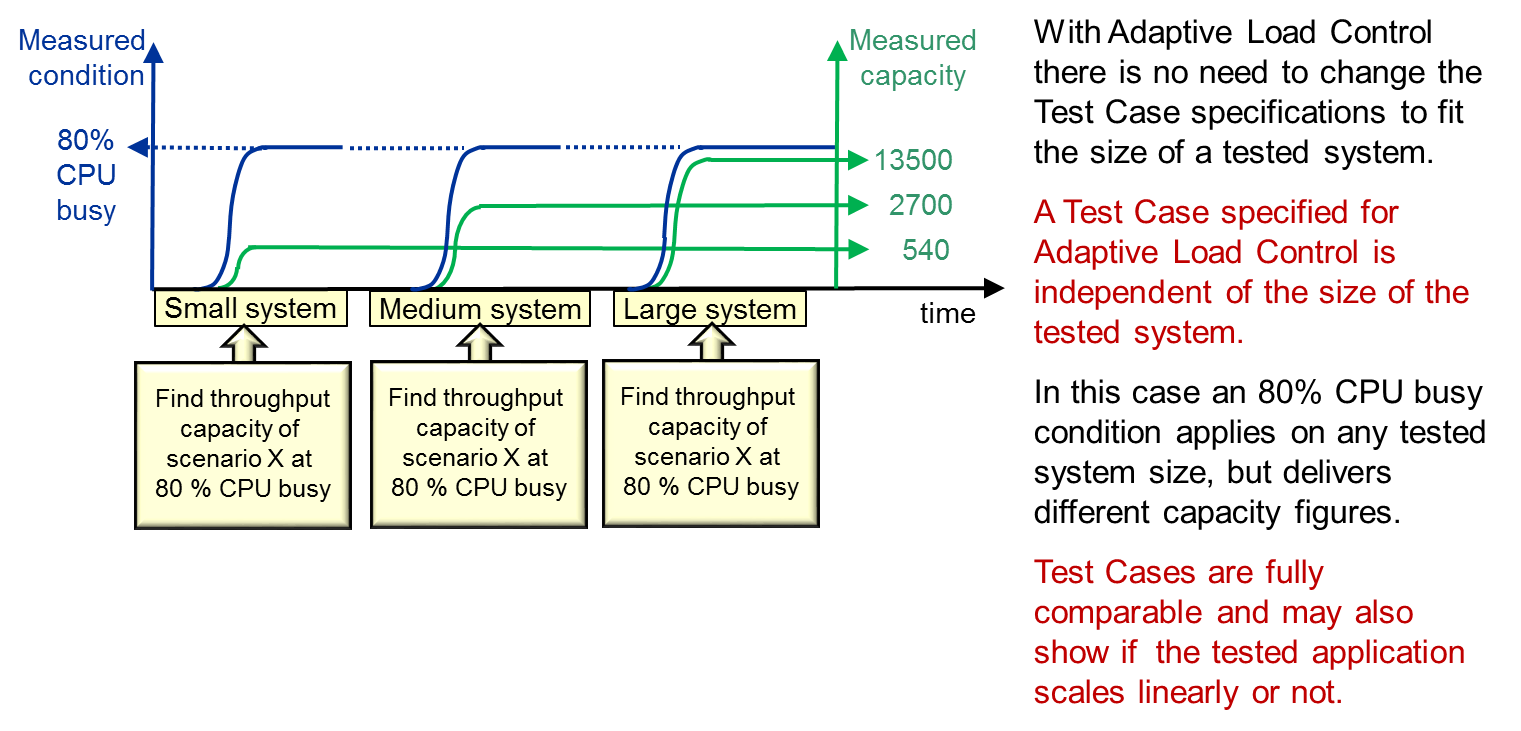 Measured
condition
80%
CPU
busy
Measured
capacity
13500
2700
540
time
Small system
Medium system
Large system
Find throughput
capacity of
scenario X at
80 % CPU busy
Find throughput
capacity of
scenario X at
80 % CPU busy
Find throughput
capacity of
scenario X at
80 % CPU busy
With Adaptive Load Control
there is no need to change the
Test Case specifications to fit
the size of a tested system.
A Test Case specified for
Adaptive Load Control is
independent of the size of the
tested system.
In this case an 80% CPU busy
condition applies on any tested
system size, but delivers
different capacity figures.
Test Cases are fully
comparable and may also
show if the tested application
scales linearly or not.